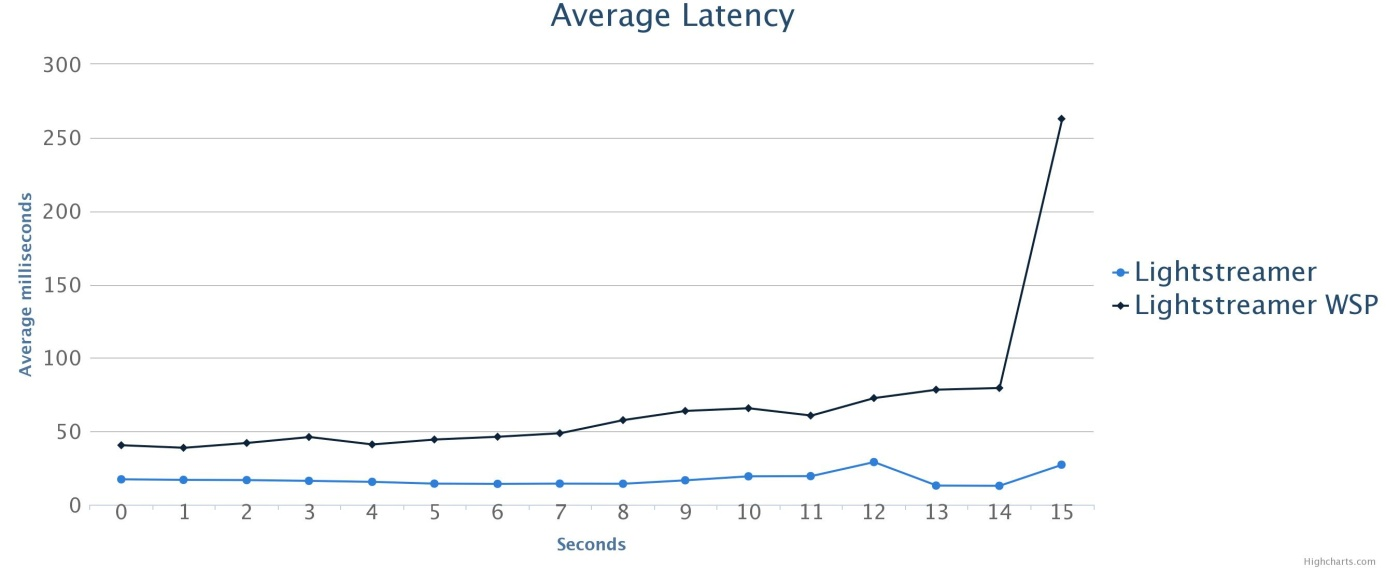 Average Latency
300
250
200
150
100
50
0
Average milliseconds
0 1 2 3 4 5 6 7 8 9 10 11 12 13 14 15
Seconds
Lightstreamer
Lightstreamer WSP
Highcharts.com